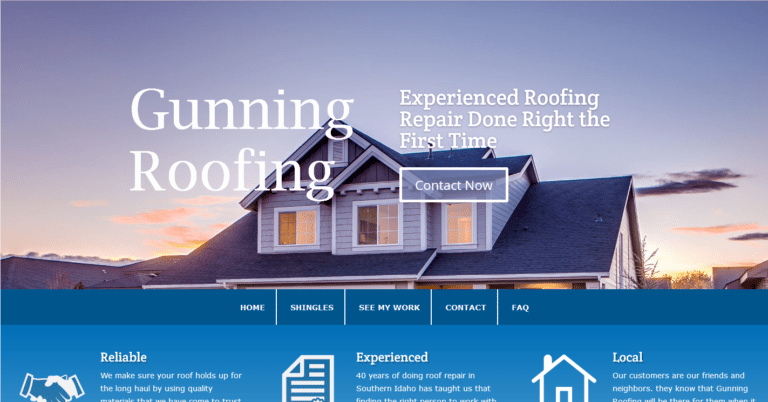 Gunning
Roofing
Experienced Roofing
Repair Done Right the
First Time
Contact Now
HOME
SHINGLES
SEE MY WORK
CONTACT
FAQ
Reliable
We make sure your roof holds up for
the long haul by using quality
materials that we have come to trust
Experienced
40 years of doing roof repair in
Southern Idaho has taught us that
finding the right person to work with
Local
Our customers are our friends and
neighbors. they know that Gunning
Roofing will be there for them when it